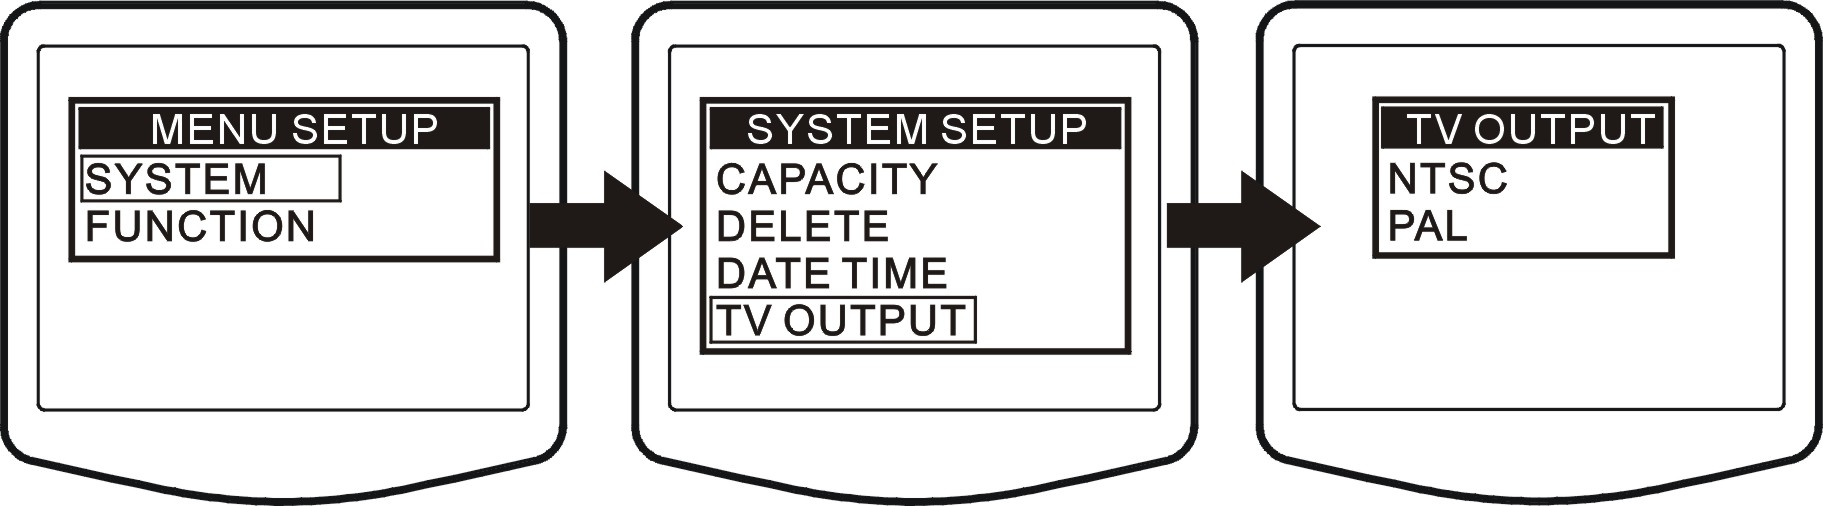 MENU SETUP
SYSTEM
FUNCTION
SYSTEM SETUP
CAPACITY
DELETE
DATE TIME
TV OUTPUT
TV OUTPUT
NTSC
PAL